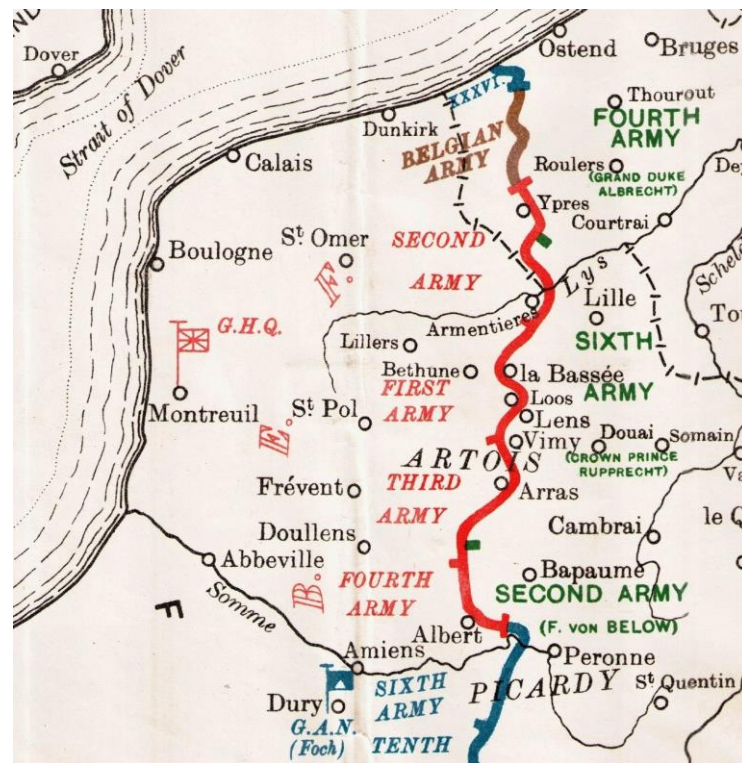 Dover
Strait of Dover
Ostend
Bruges
XXXVI.
Thourout
FOURTH
ARMY
Dunkirk
BELGIAN
ARMY
Roulers
(GRAND DUKE
ALBRECHT)
Calais
Ypres
Courtrai
St Omer
SECOND
ARMY
Boulogne
B. E. F.
Lys
Lille
Armentieres
G.H.Q.
Lillers
SIXTH
ARMY
Bethune
la Bassée
FIRST
ARMY
Loos
Montreuil
St Pol
Lens
Vimy
Douai
Somain
ARTOIS
(CROWN PRINCE
RUPPRECHT)
Frévent
THIRD
ARMY
Arras
Doullens
Cambrai
le Q
Abbeville
Somme
F
FOURTH
ARMY
Bapaume
SECOND ARMY
(F. VON BELOW)
Albert
Amiens
Peronne
PICARDY
St Quentin
Dury
G.A.N.
(Foch)
SIXTH
ARMY
TENTH